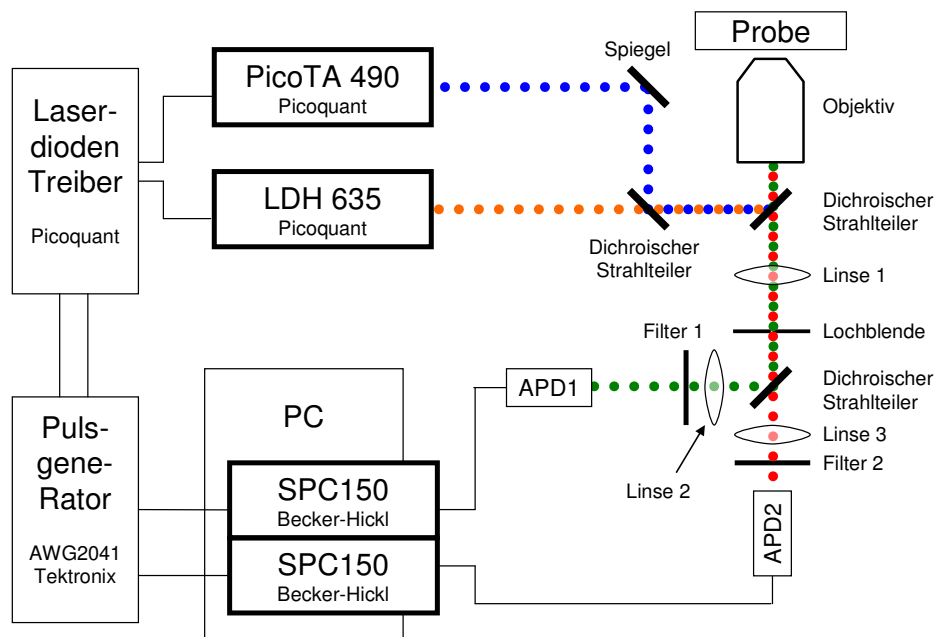 Laser-
dioden
Treiber
Picoquant
PicoTA 490
Picoquant
LDH 635
Picoquant
Spiegel
Probe
Objektiv
Dichroischer
Strahlteiler
Dichroischer
Strahlteiler
Linse 1
Lochblende
Filter 1
Dichroischer
Strahlteiler
APD1
Linse 2
Linse 3
Filter 2
APD2
Puls-
gene-
Rator
AWG2041
Tektronix
PC
SPC150
Becker-Hickl
SPC150
Becker-Hickl